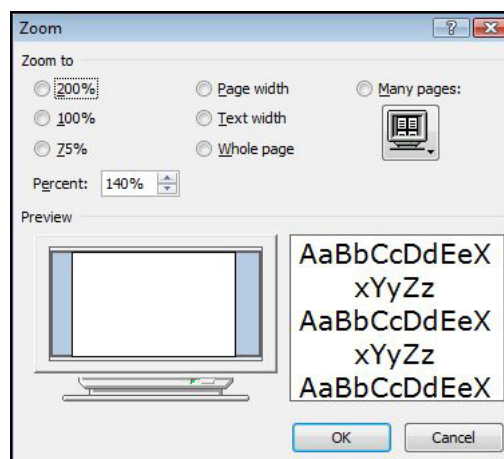 Zoom
Zoom to
200%
Page width
Many pages:
100%
Text width
75%
Whole page
Percent: 140%
Preview
AaBbCcDdEeX
xYyZz
AaBbCcDdEeX
xYyZz
AaBbCcDdEeX
OK
Cancel